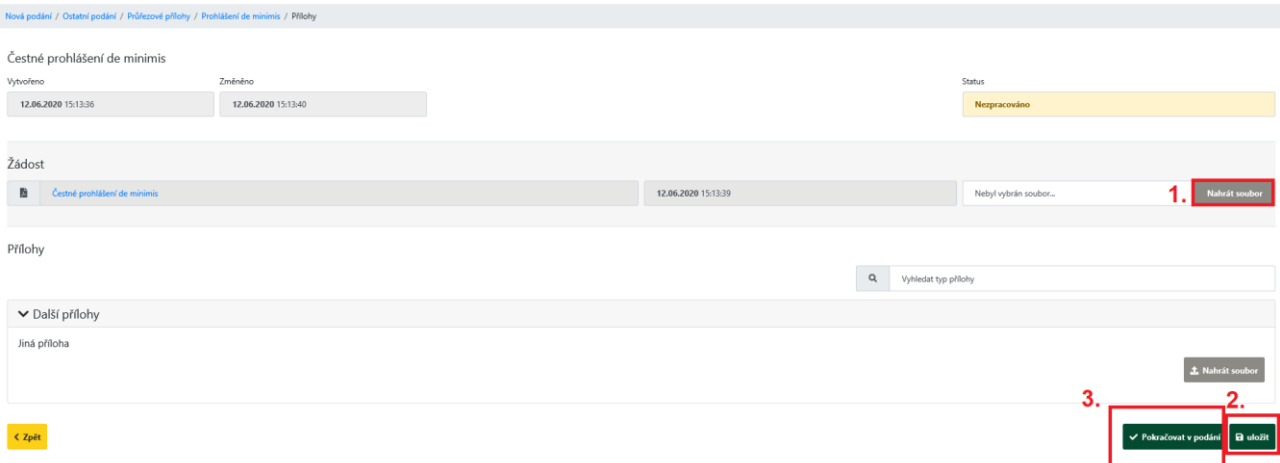 Nová podání / Ostatní podání / Průřezové přílohy / Prohlášení de minimis / Přílohy
Čestné prohlášení de minimis
Vytvořeno Změněno Status
12.06.2020 15:13:36 12.06.2020 15:13:40 Nezpracováno
Žádost
Čestné prohlášení de minimis 12.06.2020 15:13:39 Nebyl vybrán soubor... 1. Nahrát soubor
Přílohy
Vyhledat typ přílohy
Další přílohy
Jiná příloha
Nahrát soubor
3. 2.
Zpět Pokračovat v podání uložit